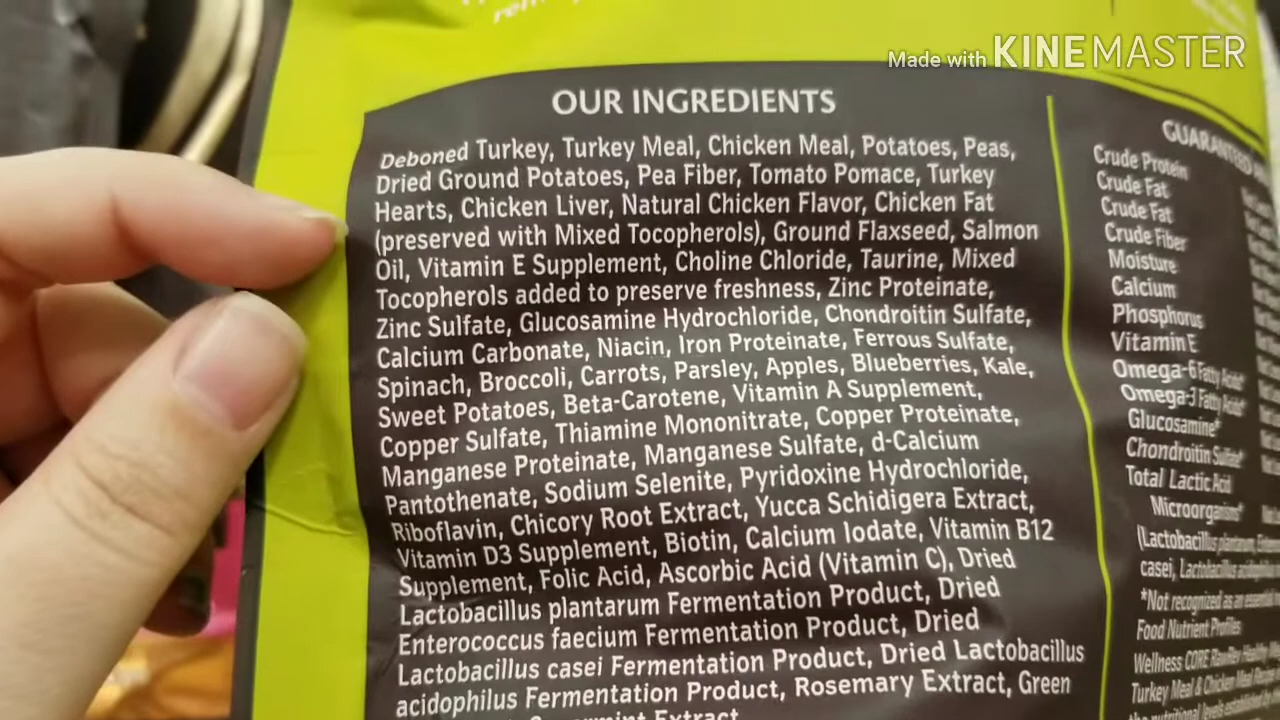 Made with KINEMASTER
OUR INGREDIENTS
Deboned Turkey, Turkey Meal, Chicken Meal, Potatoes, Peas,
Dried Ground Potatoes, Pea Fiber, Tomato Pomace, Turkey
Hearts, Chicken Liver, Natural Chicken Flavor, Chicken Fat
(preserved with Mixed Tocopherols), Ground Flaxseed, Salmon
Oil, Vitamin E Supplement, Choline Chloride, Taurine, Mixed
Tocopherols added to preserve freshness, Zinc Proteinate,
Zinc Sulfate, Glucosamine Hydrochloride, Chondroitin Sulfate,
Calcium Carbonate, Niacin, Iron Proteinate, Ferrous Sulfate,
Spinach, Broccoli, Carrots, Parsley, Apples, Blueberries, Kale,
Sweet Potatoes, Beta-Carotene, Vitamin A Supplement,
Copper Sulfate, Thiamine Mononitrate, Copper Proteinate,
Manganese Proteinate, Manganese Sulfate, d-Calcium
Pantothenate, Sodium Selenite, Pyridoxine Hydrochloride,
Riboflavin, Chicory Root Extract, Yucca Schidigera Extract,
Vitamin D3 Supplement, Biotin, Calcium Iodate, Vitamin B12
Supplement, Folic Acid, Ascorbic Acid (Vitamin C), Dried
Lactobacillus plantarum Fermentation Product, Dried
Enterococcus faecium Fermentation Product, Dried
Lactobacillus casei Fermentation Product, Dried Lactobacillus
acidophilus Fermentation Product, Rosemary Extract, Green
Extract
GUARANTEED
Crude Protein
Crude Fat
Crude Fat
Crude Fiber
Moisture
Calcium
Phosphorus
Vitamin E
Omega-6 Fatty Acids*
Omega-3 Fatty Acids*
Glucosamine*
Chondroitin Sulfate*
Total Lactic Acid
Microorganisms*
(Lactobacillus plantarum,
casei, Lactobacillus acidophilus
*Not recognized as an essential
Food Nutrient Profiles
Wellness CORE RawRev Healthy
Turkey Meal & Chicken Meal Recipe
the nutritional levels established